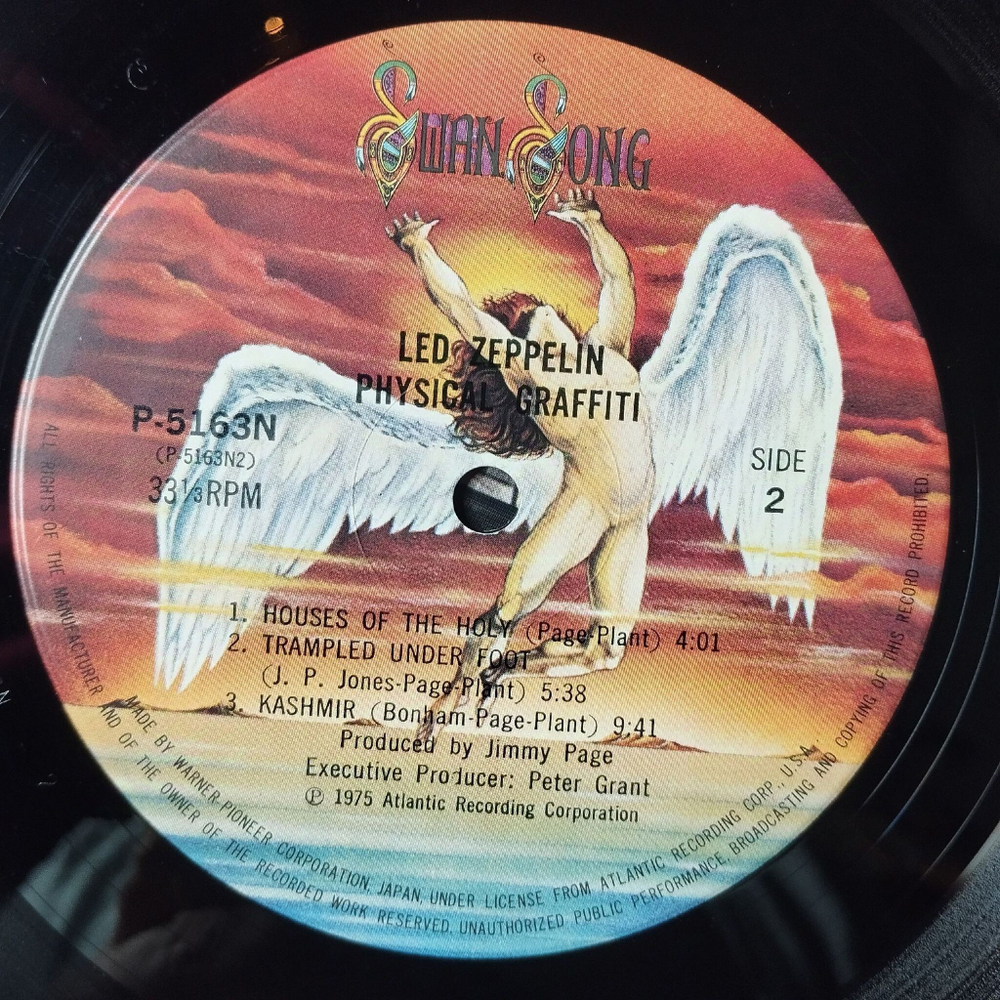 SWAN SONG
LED ZEPPELIN
PHYSICAL GRAFFITI
P-5163N
(P-5163N2)
33⅓RPM
SIDE
2
1. HOUSES OF THE HOLY (Page-Plant) 4:01
2. TRAMPLED UNDER FOOT
(J. P. Jones-Page-Plant) 5:38
3. KASHMIR (Bonham-Page-Plant) 9:41
Produced by Jimmy Page
Executive Producer: Peter Grant
℗ 1975 Atlantic Recording Corporation
MADE BY WARNER-PIONEER CORPORATION, JAPAN, UNDER LICENSE FROM ATLANTIC RECORDING CORP., U.S.A.
ALL RIGHTS OF THE MANUFACTURER AND OF THE OWNER OF THE RECORDED WORK RESERVED. UNAUTHORIZED PUBLIC PERFORMANCE, BROADCASTING AND COPYING OF THIS RECORD PROHIBITED